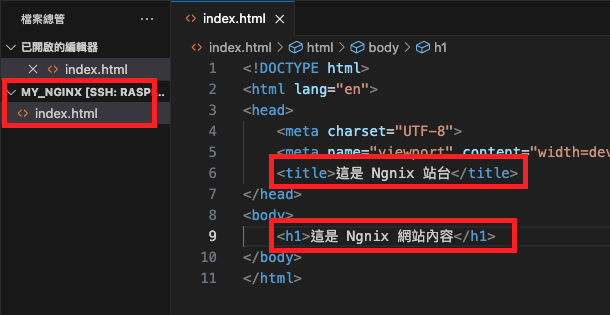 檔案總管 ···
index.html ×
已開啟的編輯器
× <> index.html
MY_NGINX [SSH: RASP...
<> index.html
<> index.html > html > body > h1
1 <!DOCTYPE html>
2 <html lang="en">
3 <head>
4 <meta charset="UTF-8">
5 <meta name="viewport" content="width=dev
6 <title>這是 Ngnix 站台</title>
7 </head>
8 <body>
9 <h1>這是 Ngnix 網站內容</h1>
10 </body>
11 </html>